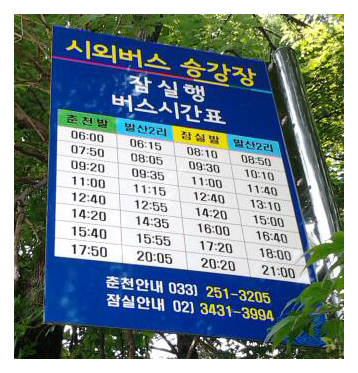 시외버스 승강장
잠실행
버스시간표
춘천발 발산2리 잠실발 발산2리
06:00 06:15 08:10 08:50
07:50 08:05 09:30 10:10
09:20 09:35 11:00 11:40
11:00 11:15 12:40 13:10
12:40 12:55 14:20 15:00
14:20 14:35 16:00 16:40
15:40 15:55 17:20 18:00
17:50 20:05 20:20 21:00
춘천안내 033) 251-3205
잠실안내 02) 3431-3994